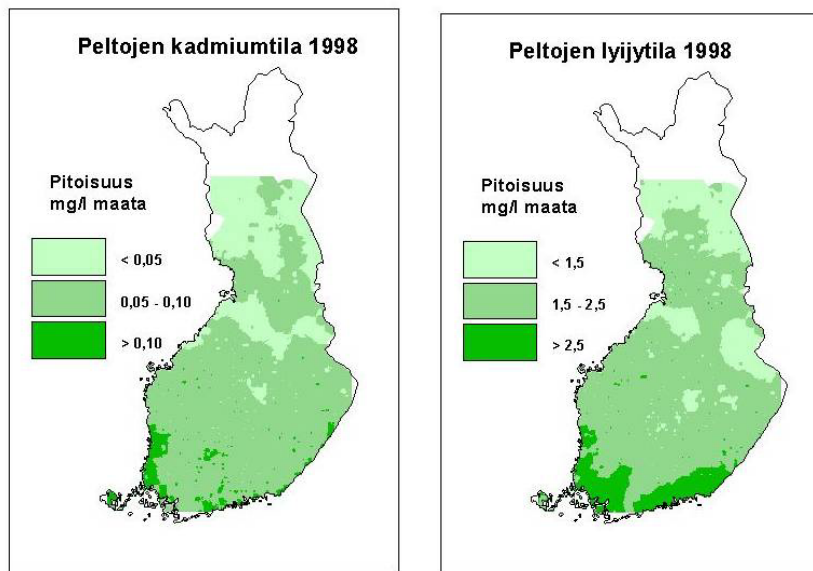 Peltojen kadmiumtila 1998
Pitoisuus
mg/l maata
< 0,05
0,05 - 0,10
> 0,10
Peltojen lyijytila 1998
Pitoisuus
mg/l maata
< 1,5
1,5 - 2,5
> 2,5